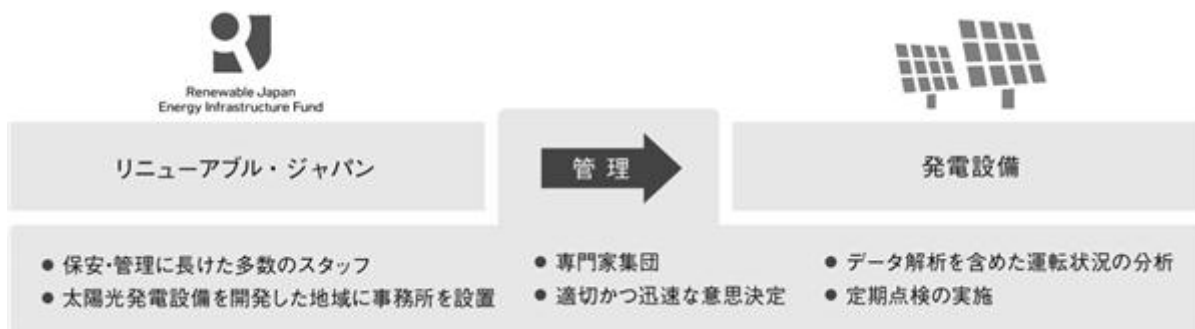 Renewable Japan
Energy Infrastructure Fund
リニューアブル・ジャパン
管理
発電設備
● 保安・管理に長けた多数のスタッフ
● 太陽光発電設備を開発した地域に事務所を設置
● 専門家集団
● 適切かつ迅速な意思決定
● データ解析を含めた運転状況の分析
● 定期点検の実施